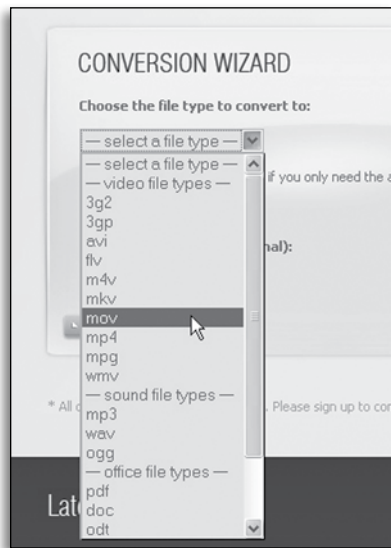 CONVERSION WIZARD
Choose the file type to convert to:
— select a file type —
— select a file type —
— video file types —
if you only need the a
3g2
3gp
avi
nal):
flv
m4v
mkv
mov
mp4
mpg
wmv
— sound file types —
* All
mp3
. Please sign up to con
wav
ogg
— office file types —
pdf
Lat
doc
odt